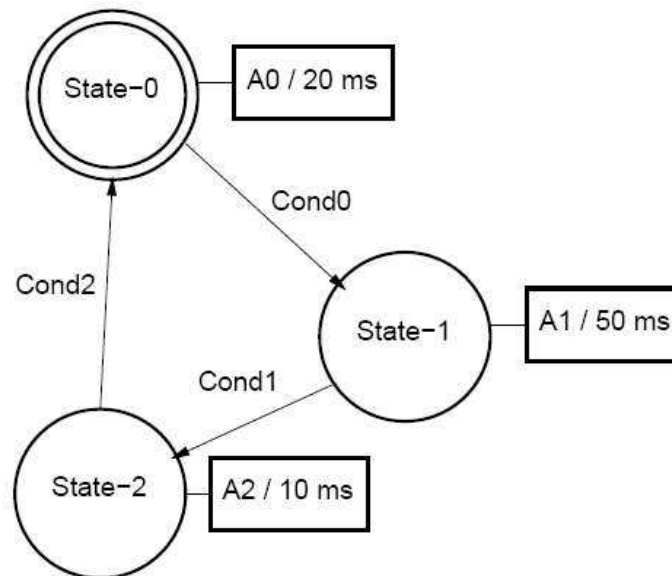 State−0
A0 / 20 ms
Cond0
Cond2
State−1
A1 / 50 ms
Cond1
State−2
A2 / 10 ms